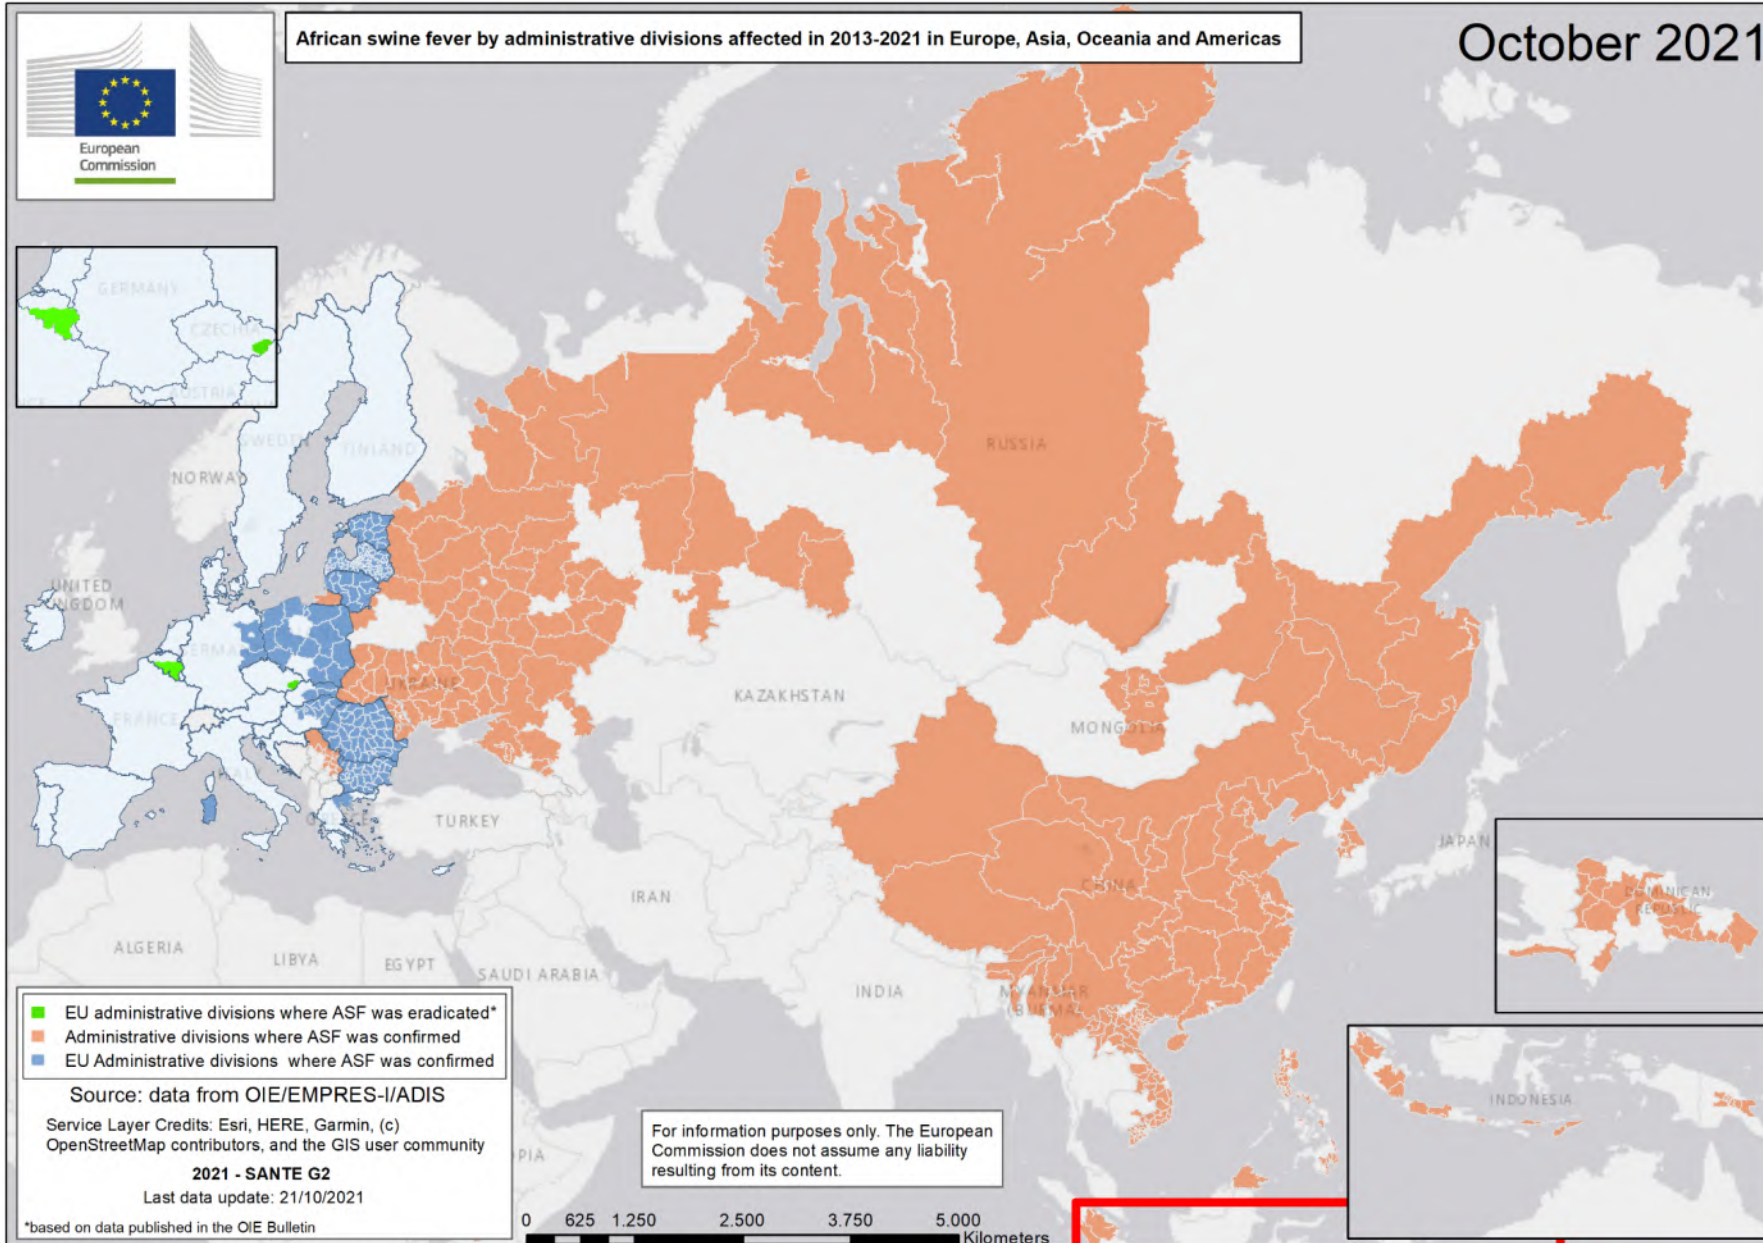 African swine fever by administrative divisions affected in 2013-2021 in Europe, Asia, Oceania and Americas
October 2021
European
Commission
GERMANY
CZECHIA
AUSTRIA
SWEDEN
FINLAND
NORWAY
RUSSIA
UNITED
KINGDOM
GERMANY
UKRAINE
FRANCE
KAZAKHSTAN
MONGOLIA
ITALY
GREECE
TURKEY
JAPAN
CHINA
IRAN
DOMINICAN
REPUBLIC
ALGERIA
LIBYA
EGYPT
SAUDI ARABIA
INDIA
MYANMAR
(BURMA)
INDONESIA
EU administrative divisions where ASF was eradicated*
Administrative divisions where ASF was confirmed
EU Administrative divisions where ASF was confirmed
Source: data from OIE/EMPRES-I/ADIS
Service Layer Credits: Esri, HERE, Garmin, (c)
OpenStreetMap contributors, and the GIS user community
2021 - SANTE G2
Last data update: 21/10/2021
*based on data published in the OIE Bulletin
OPIA
For information purposes only. The European
Commission does not assume any liability
resulting from its content.
0 625 1.250 2.500 3.750 5.000
Kilometers